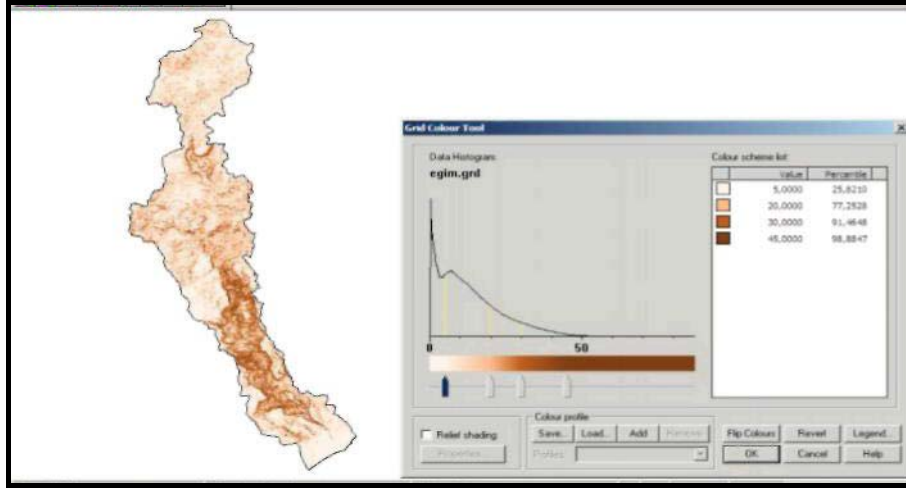 Grid Colour Tool
Data Histogram:
egim.grd
0
50
Colour scheme list:
Value Percentile
5,0000 25,8210
20,0000 77,2528
30,0000 91,4648
45,0000 98,8847
Relief shading
Properties...
Colour profile
Save... Load... Add Remove
Profiles:
Flip Colours Revert Legend...
OK Cancel Help